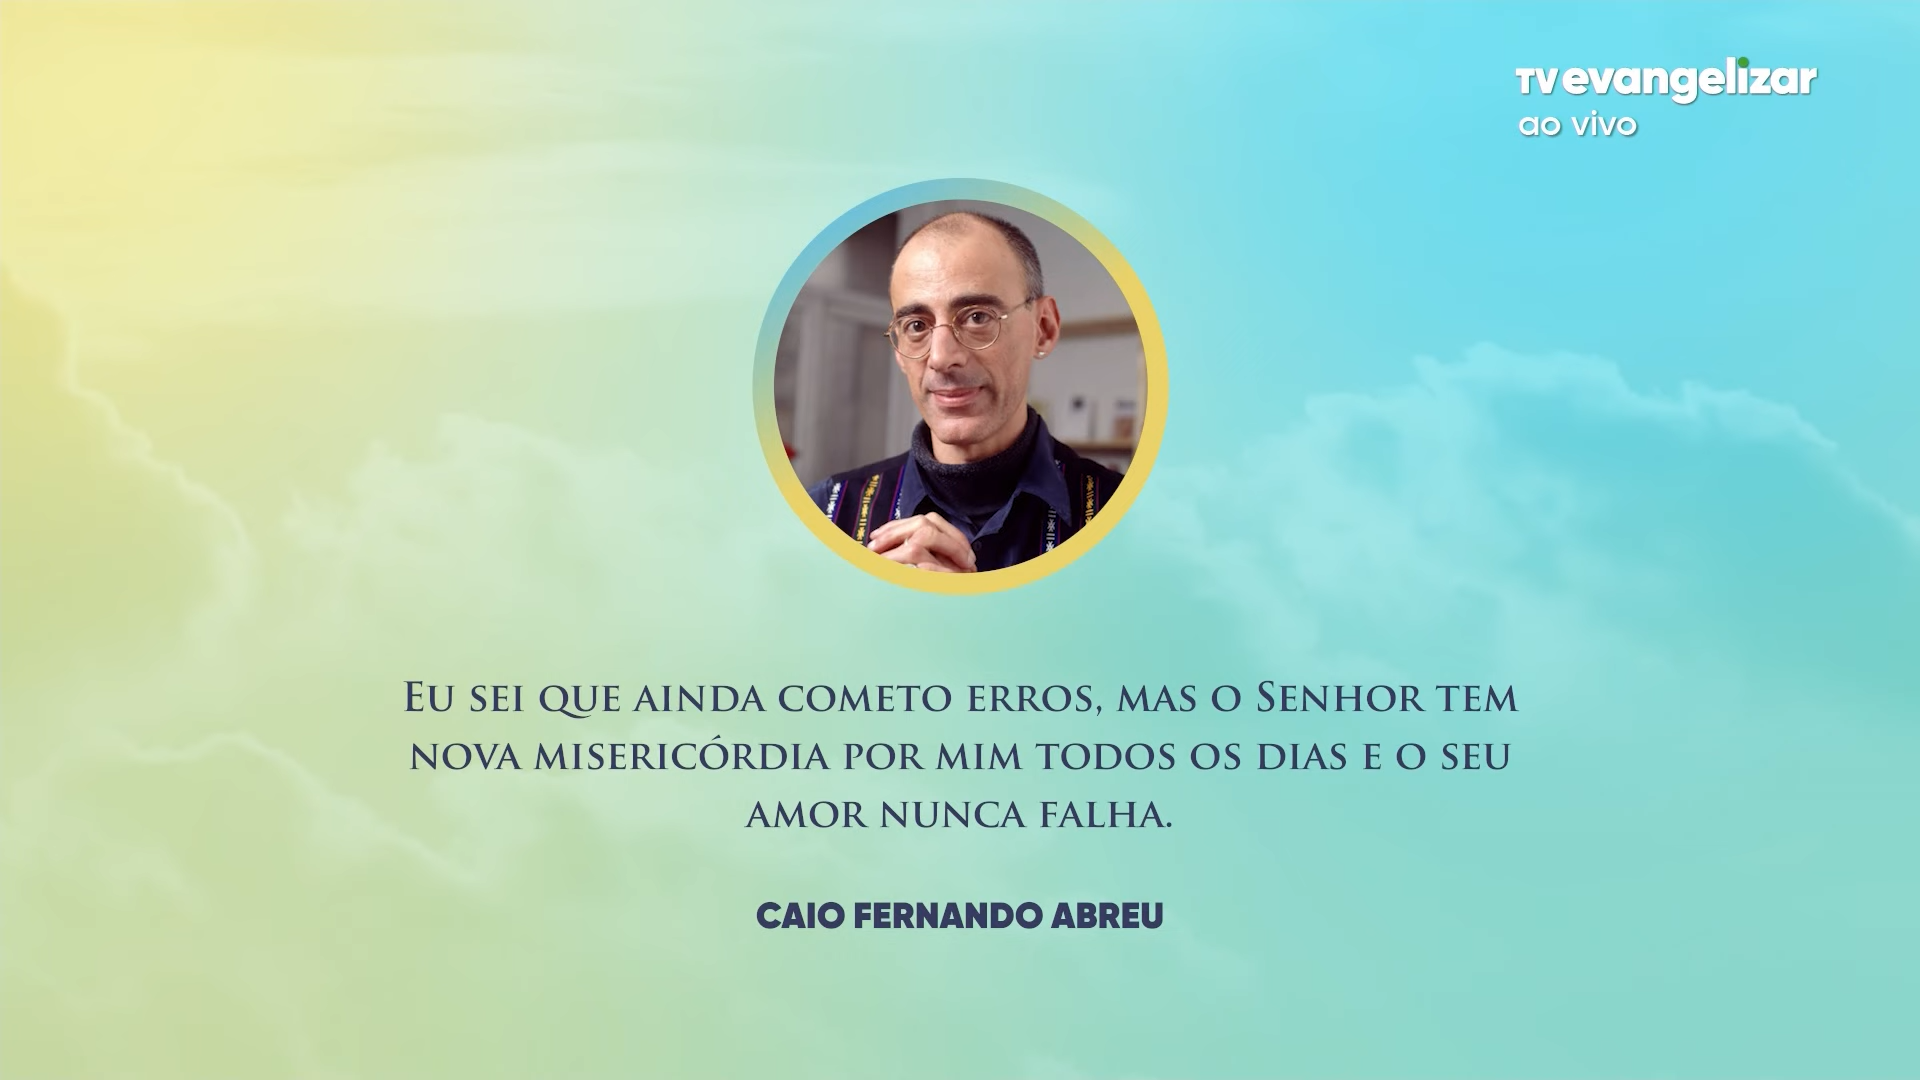 TV evangelizar
ao vivo
Eu sei que ainda cometo erros, mas o Senhor tem
nova misericórdia por mim todos os dias e o seu
amor nunca falha.
CAIO FERNANDO ABREU